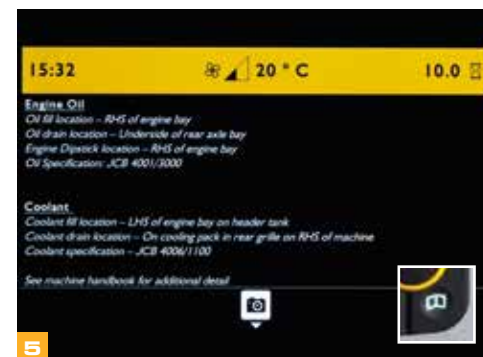 15:32 20 ° C 10.0
Engine Oil
Oil fill location – RHS of engine bay
Oil drain location – Underside of rear axle bay
Engine Dipstick location – RHS of engine bay
Oil Specification: JCB 4001/3000
Coolant
Coolant fill location – LHS of engine bay on header tank
Coolant drain location – On cooling pack in rear grille on RHS of machine
Coolant specification – JCB 4006/1100
See machine handbook for additional detail
5